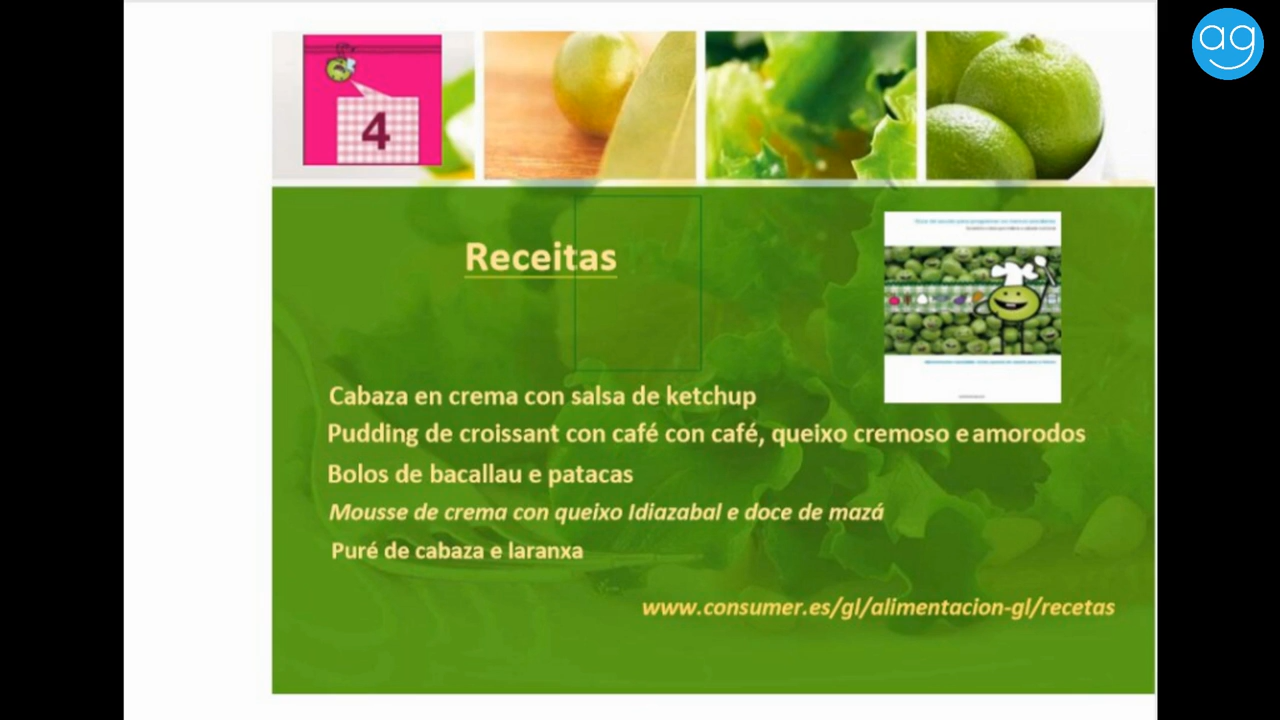 ag
4
Receitas
Cabaza en crema con salsa de ketchup
Pudding de croissant con café con café, queixo cremoso e amorodos
Bolos de bacallau e patacas
Mousse de crema con queixo Idiazabal e doce de mazá
Puré de cabaza e laranxa
www.consumer.es/gl/alimentacion-gl/recetas